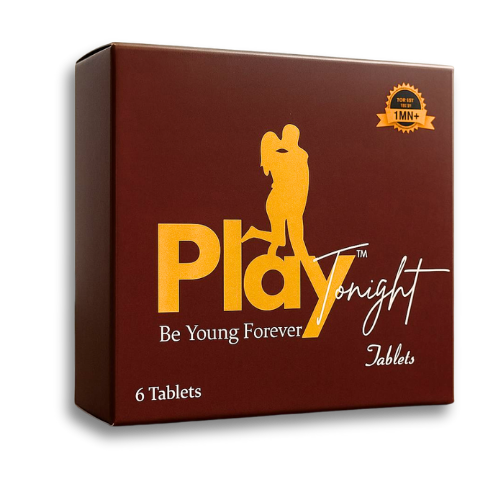 1MN+
Play™
Tonight
Be Young Forever
Tablets
6 Tablets